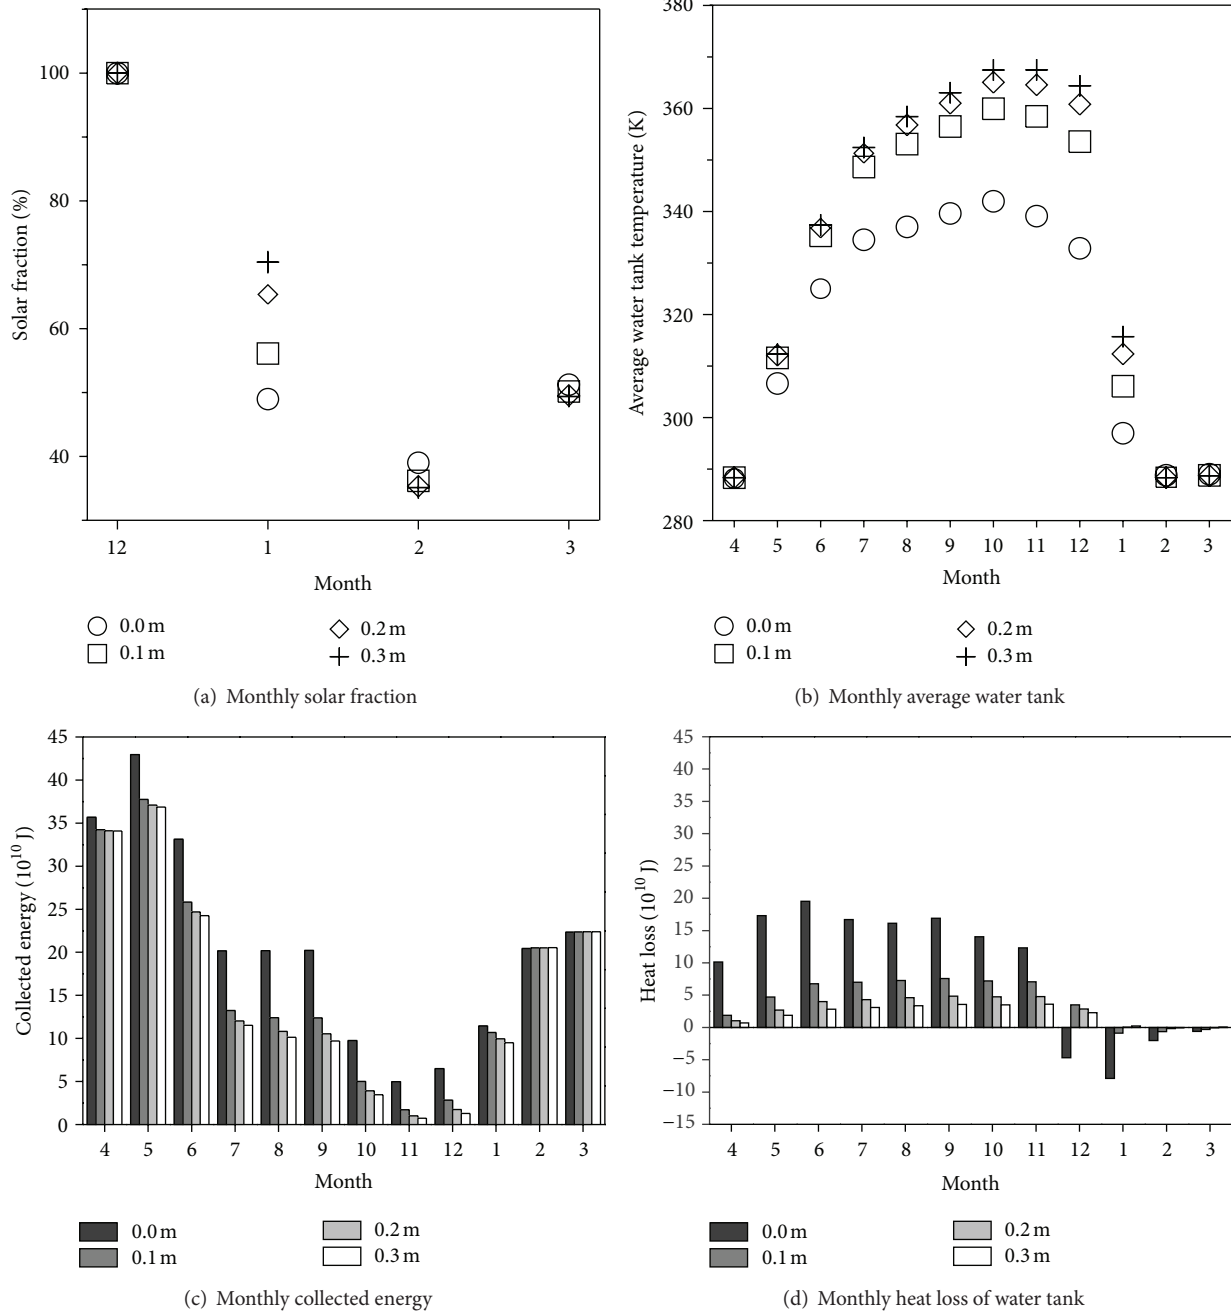 100
80
60
40
Solar fraction (%)
12 1 2 3
Month
0.0 m 0.2 m
0.1 m 0.3 m
(a) Monthly solar fraction
380
360
340
320
300
280
Average water tank temperature (K)
4 5 6 7 8 9 10 11 12 1 2 3
Month
0.0 m 0.2 m
0.1 m 0.3 m
(b) Monthly average water tank
45
40
35
30
25
20
15
10
5
0
Collected energy (10^10 J)
4 5 6 7 8 9 10 11 12 1 2 3
Month
0.0 m 0.2 m
0.1 m 0.3 m
(c) Monthly collected energy
45
40
35
30
25
20
15
10
5
0
−5
−10
−15
Heat loss (10^10 J)
4 5 6 7 8 9 10 11 12 1 2 3
Month
0.0 m 0.2 m
0.1 m 0.3 m
(d) Monthly heat loss of water tank